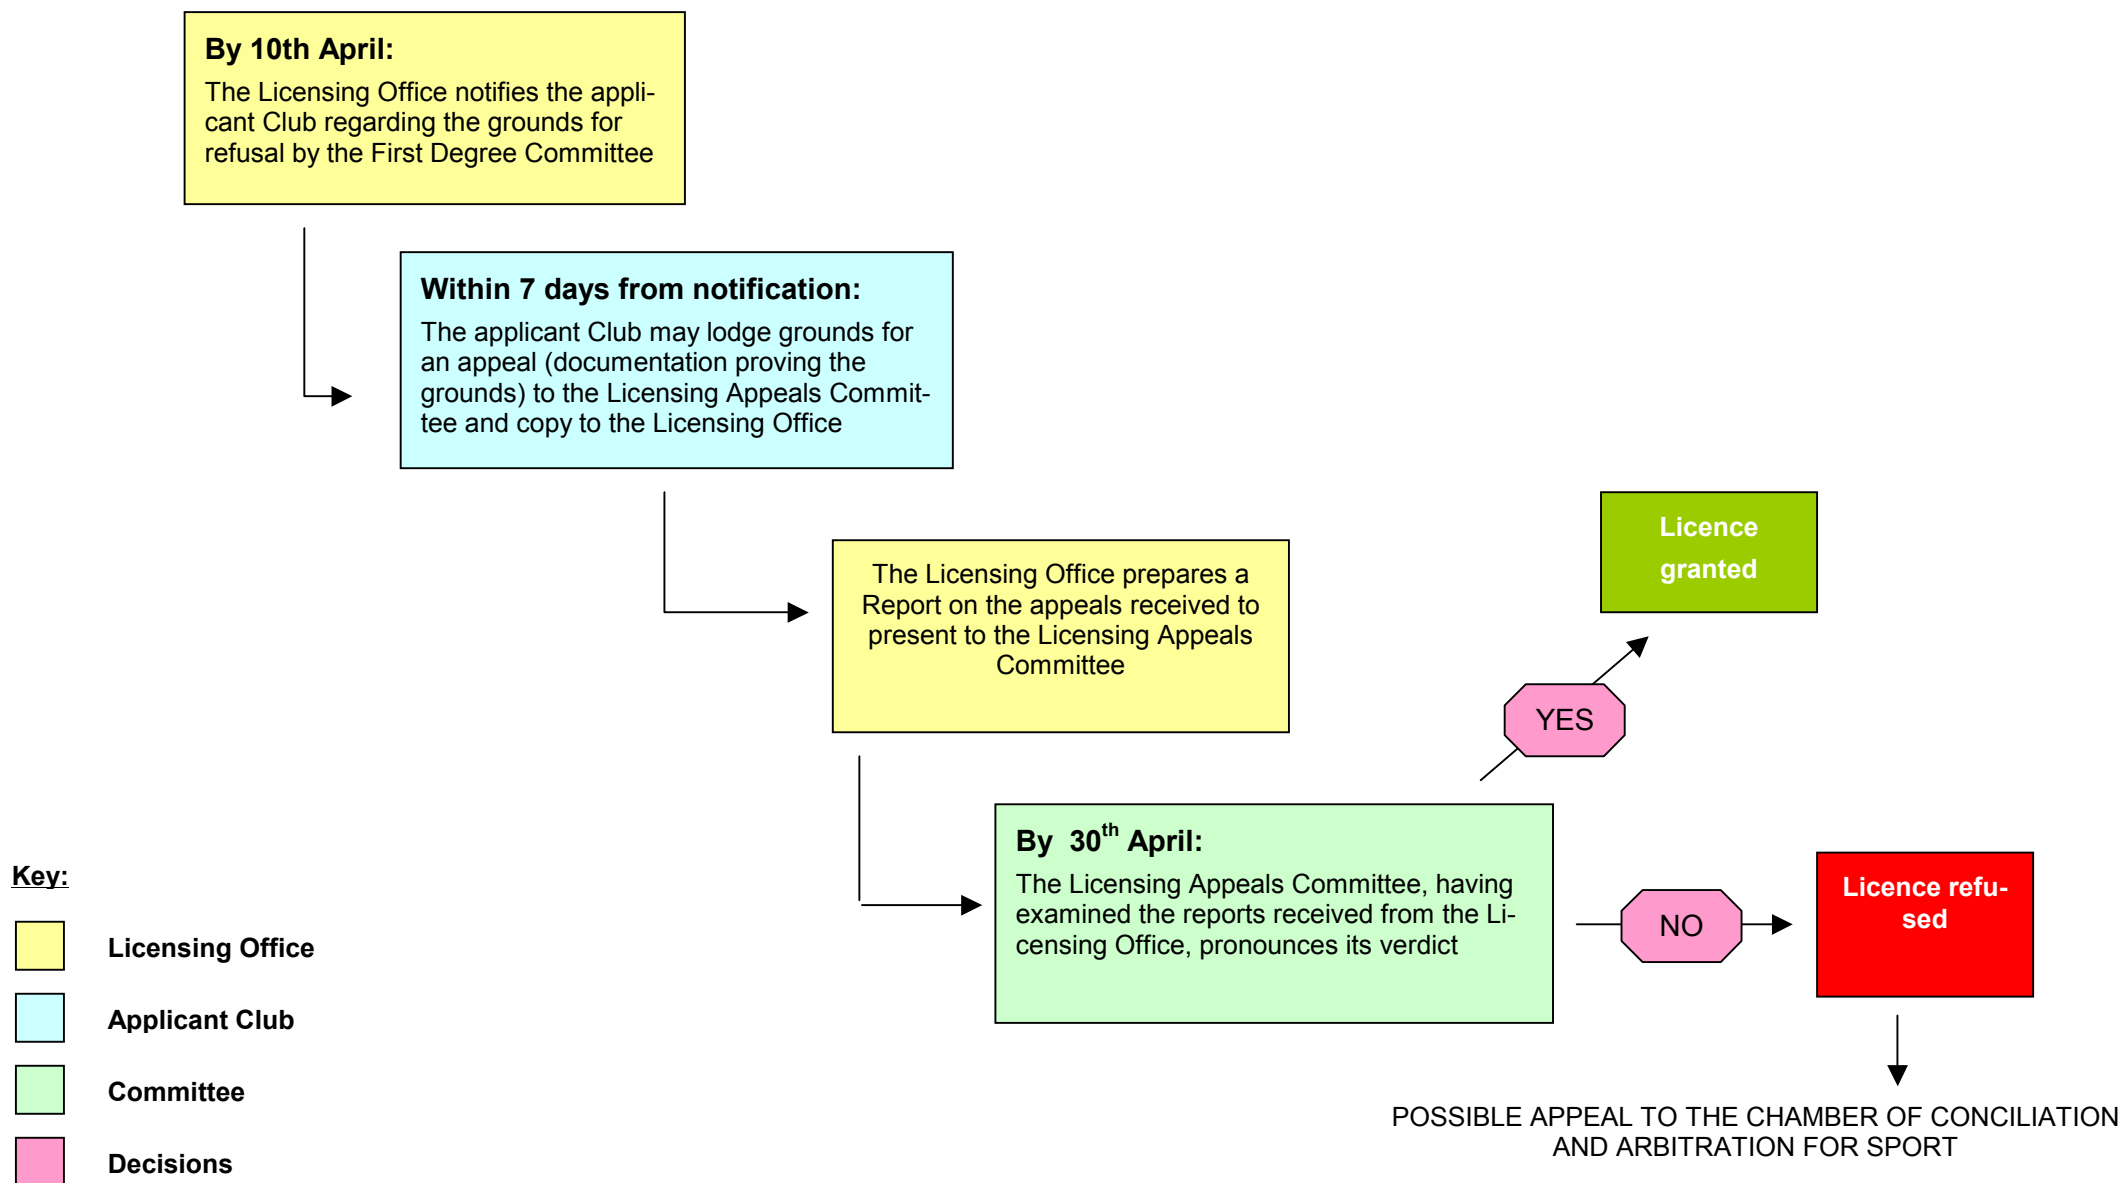 By 10th April:
The Licensing Office notifies the appli-
cant Club regarding the grounds for
refusal by the First Degree Committee
Within 7 days from notification:
The applicant Club may lodge grounds for
an appeal (documentation proving the
grounds) to the Licensing Appeals Commit-
tee and copy to the Licensing Office
The Licensing Office prepares a
Report on the appeals received to
present to the Licensing Appeals
Committee
Licence
granted
YES
By 30th April:
The Licensing Appeals Committee, having
examined the reports received from the Li-
censing Office, pronounces its verdict
NO
Licence refu-
sed
POSSIBLE APPEAL TO THE CHAMBER OF CONCILIATION
AND ARBITRATION FOR SPORT
Key:
Licensing Office
Applicant Club
Committee
Decisions